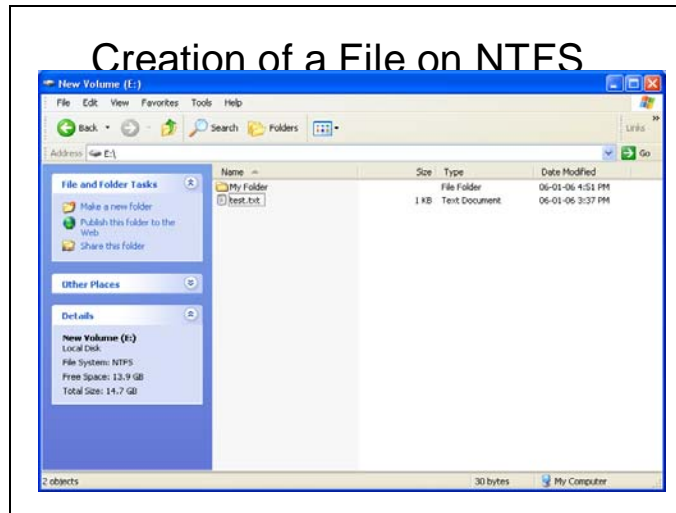 Creation of a File on NTFS
New Volume (E:)
File Edit View Favorites Tools Help
Back Search Folders Links
Address E:\ Go
Name Size Type Date Modified
File and Folder Tasks
Make a new folder
Publish this folder to the
Web
Share this folder
Other Places
Details
New Volume (E:)
Local Disk
File System: NTFS
Free Space: 13.9 GB
Total Size: 14.7 GB
My Folder File Folder 06-01-06 4:51 PM
test.txt 1 KB Text Document 06-01-06 3:37 PM
2 objects 30 bytes My Computer